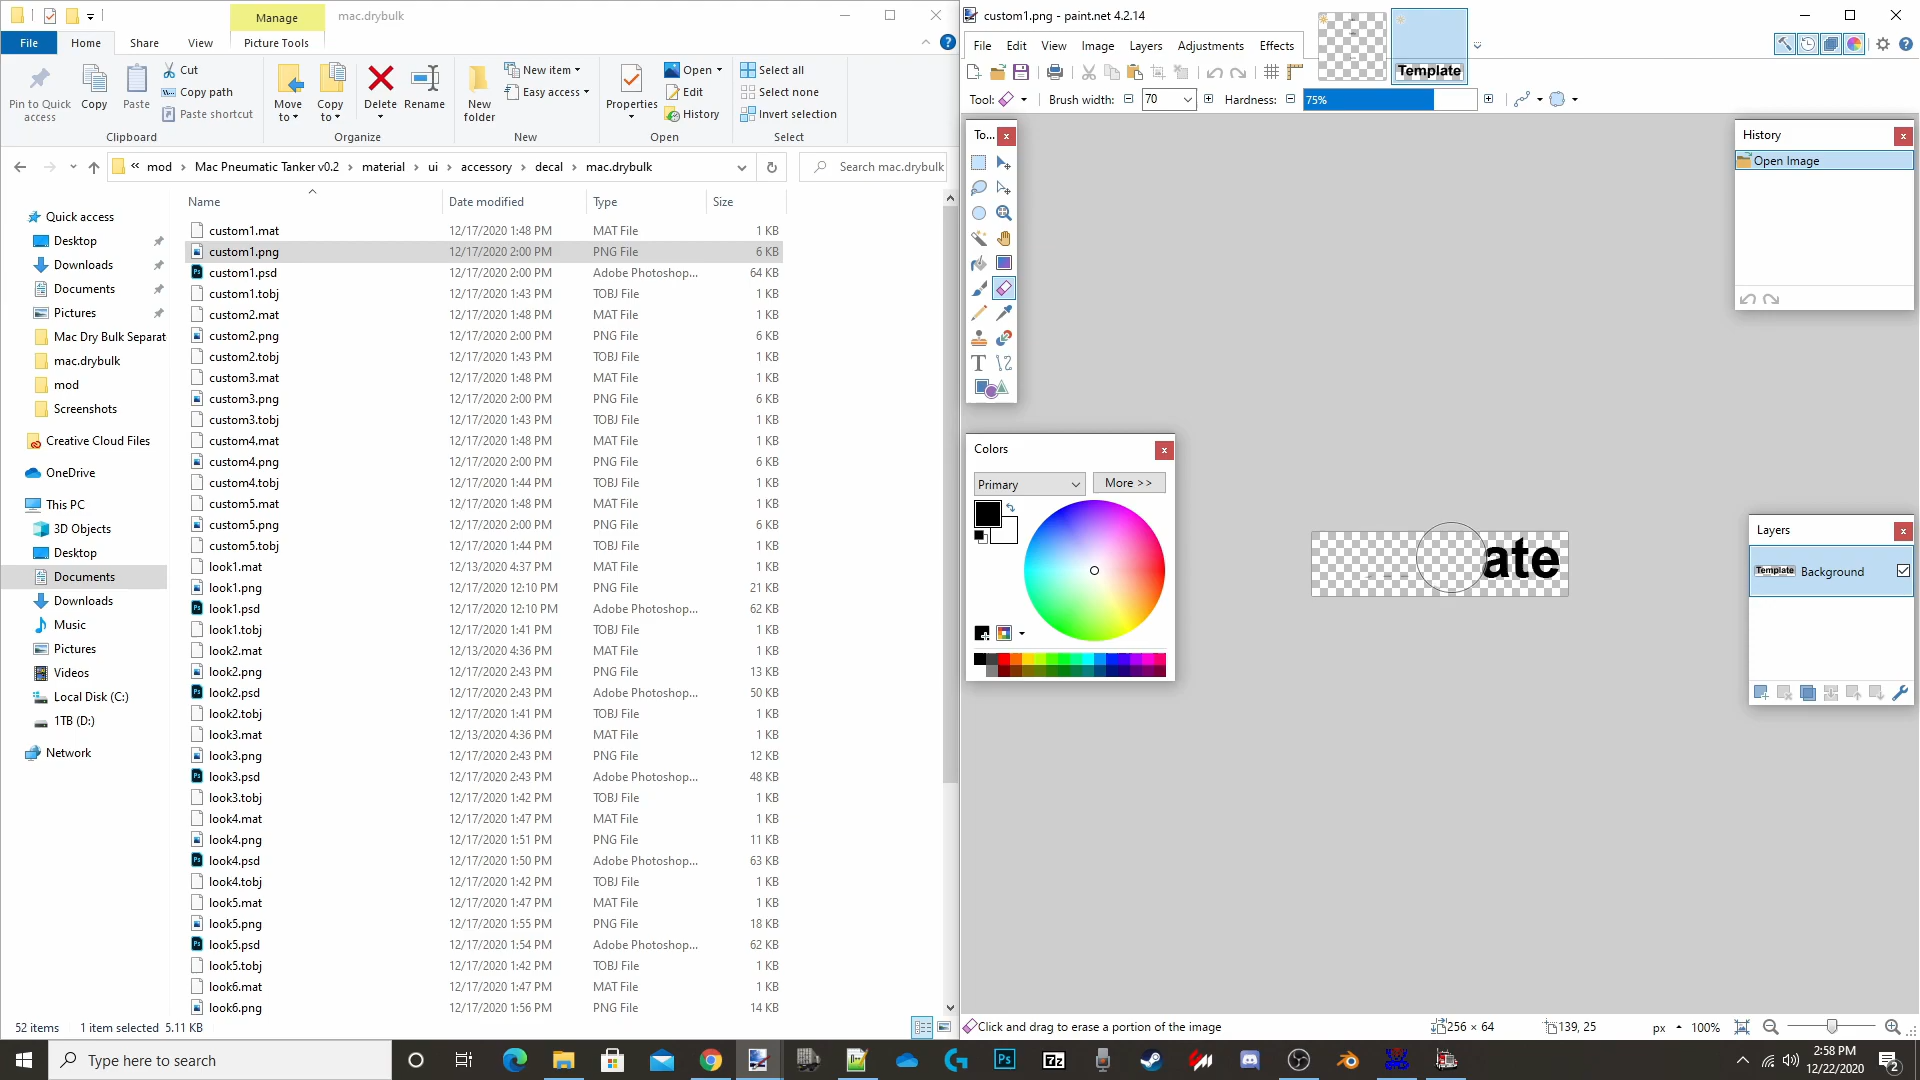 Manage
mac.drybulk
File
Home
Share
View
Picture Tools
Pin to Quick access
Copy
Paste
Cut
Copy path
Paste shortcut
Clipboard
Move to
Copy to
Delete
Rename
Organize
New folder
New item
Easy access
New
Properties
Open
Edit
History
Open
Select all
Select none
Invert selection
Select
« mod › Mac Pneumatic Tanker v0.2 › material › ui › accessory › decal › mac.drybulk
Search mac.drybulk
Name Date modified Type Size
Quick access
Desktop
Downloads
Documents
Pictures
Mac Dry Bulk Separat
mac.drybulk
mod
Screenshots
Creative Cloud Files
OneDrive
This PC
3D Objects
Desktop
Documents
Downloads
Music
Pictures
Videos
Local Disk (C:)
1TB (D:)
Network
custom1.mat 12/17/2020 1:48 PM MAT File 1 KB
custom1.png 12/17/2020 2:00 PM PNG File 6 KB
custom1.psd 12/17/2020 2:00 PM Adobe Photoshop... 64 KB
custom1.tobj 12/17/2020 1:43 PM TOBJ File 1 KB
custom2.mat 12/17/2020 1:48 PM MAT File 1 KB
custom2.png 12/17/2020 2:00 PM PNG File 6 KB
custom2.tobj 12/17/2020 1:43 PM TOBJ File 1 KB
custom3.mat 12/17/2020 1:48 PM MAT File 1 KB
custom3.png 12/17/2020 2:00 PM PNG File 6 KB
custom3.tobj 12/17/2020 1:43 PM TOBJ File 1 KB
custom4.mat 12/17/2020 1:48 PM MAT File 1 KB
custom4.png 12/17/2020 2:00 PM PNG File 6 KB
custom4.tobj 12/17/2020 1:44 PM TOBJ File 1 KB
custom5.mat 12/17/2020 1:48 PM MAT File 1 KB
custom5.png 12/17/2020 2:00 PM PNG File 6 KB
custom5.tobj 12/17/2020 1:44 PM TOBJ File 1 KB
look1.mat 12/13/2020 4:37 PM MAT File 1 KB
look1.png 12/17/2020 12:10 PM PNG File 21 KB
look1.psd 12/17/2020 12:10 PM Adobe Photoshop... 62 KB
look1.tobj 12/17/2020 1:41 PM TOBJ File 1 KB
look2.mat 12/13/2020 4:36 PM MAT File 1 KB
look2.png 12/17/2020 2:43 PM PNG File 13 KB
look2.psd 12/17/2020 2:43 PM Adobe Photoshop... 50 KB
look2.tobj 12/17/2020 1:41 PM TOBJ File 1 KB
look3.mat 12/13/2020 4:36 PM MAT File 1 KB
look3.png 12/17/2020 2:43 PM PNG File 12 KB
look3.psd 12/17/2020 2:43 PM Adobe Photoshop... 48 KB
look3.tobj 12/17/2020 1:42 PM TOBJ File 1 KB
look4.mat 12/17/2020 1:47 PM MAT File 1 KB
look4.png 12/17/2020 1:51 PM PNG File 11 KB
look4.psd 12/17/2020 1:50 PM Adobe Photoshop... 63 KB
look4.tobj 12/17/2020 1:42 PM TOBJ File 1 KB
look5.mat 12/17/2020 1:47 PM MAT File 1 KB
look5.png 12/17/2020 1:55 PM PNG File 18 KB
look5.psd 12/17/2020 1:54 PM Adobe Photoshop... 62 KB
look5.tobj 12/17/2020 1:42 PM TOBJ File 1 KB
look6.mat 12/17/2020 1:47 PM MAT File 1 KB
look6.png 12/17/2020 1:56 PM PNG File 14 KB
52 items 1 item selected 5.11 KB
custom1.png - paint.net 4.2.14
File Edit View Image Layers Adjustments Effects
Template
Tool: Brush width: 70 Hardness: 75%
To...
History
Open Image
Colors
Primary
More >>
ate
Layers
Template Background
Click and drag to erase a portion of the image
256 × 64
139, 25
px
100%
Type here to search
Ps
7z
2:58 PM
12/22/2020
2